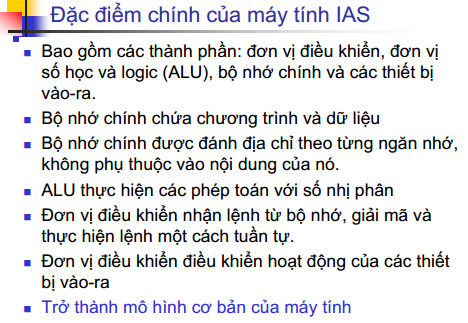 Đặc điểm chính của máy tính IAS
Bao gồm các thành phần: đơn vị điều khiển, đơn vị
số học và logic (ALU), bộ nhớ chính và các thiết bị
vào-ra.
Bộ nhớ chính chứa chương trình và dữ liệu
Bộ nhớ chính được đánh địa chỉ theo từng ngăn nhớ,
không phụ thuộc vào nội dung của nó.
ALU thực hiện các phép toán với số nhị phân
Đơn vị điều khiển nhận lệnh từ bộ nhớ, giải mã và
thực hiện lệnh một cách tuần tự.
Đơn vị điều khiển điều khiển hoạt động của các thiết
bị vào-ra
Trở thành mô hình cơ bản của máy tính